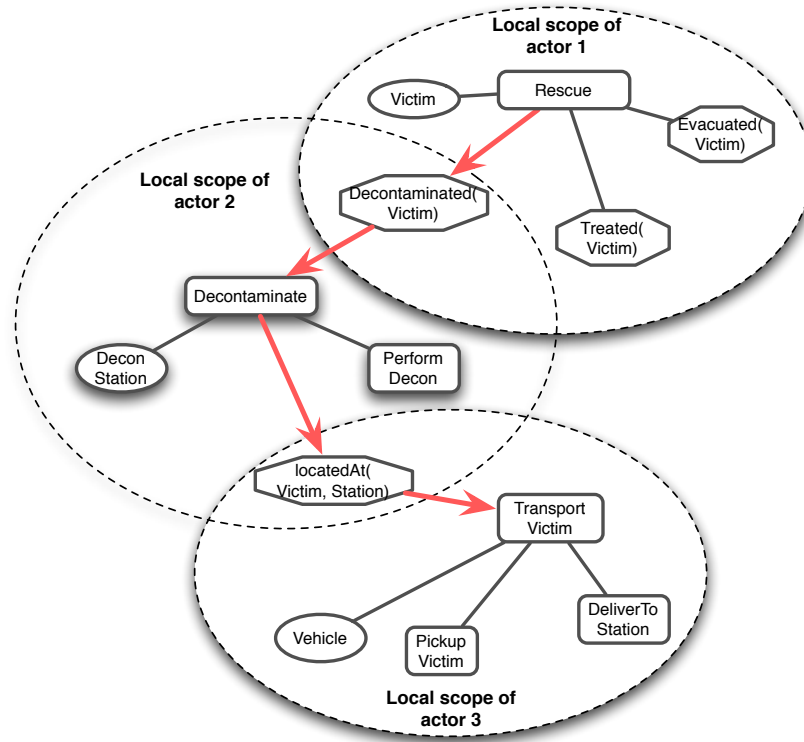 Local scope of
actor 1
Victim
Rescue
Evacuated(
Victim)
Local scope of
actor 2
Decontaminated(
Victim)
Treated(
Victim)
Decontaminate
Decon
Station
Perform
Decon
locatedAt(
Victim, Station)
Transport
Victim
Vehicle
Pickup
Victim
DeliverTo
Station
Local scope of
actor 3